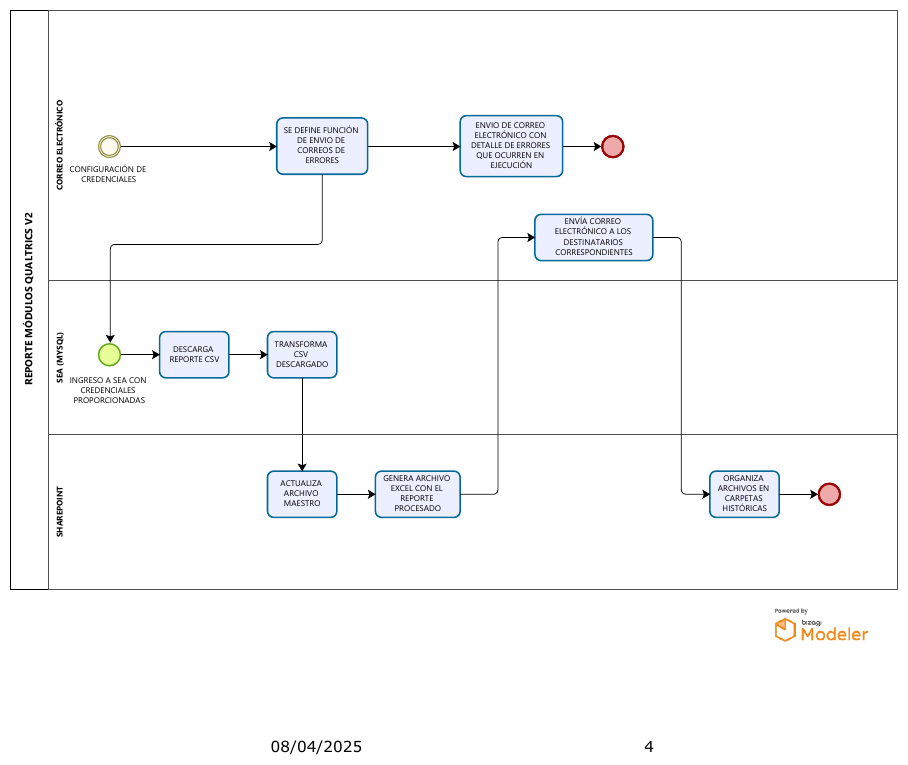 REPORTE MÓDULOS QUALTRICS V2
CORREO ELECTRÓNICO
CONFIGURACIÓN DE
CREDENCIALES
SE DEFINE FUNCIÓN
DE ENVIO DE
CORREOS DE
ERRORES
ENVIO DE CORREO
ELECTRÓNICO CON
DETALLE DE ERRORES
QUE OCURREN EN
EJECUCIÓN
ENVÍA CORREO
ELECTRÓNICO A LOS
DESTINATARIOS
CORRESPONDIENTES
SEA (MYSQL)
INGRESO A SEA CON
CREDENCIALES
PROPORCIONADAS
DESCARGA
REPORTE CSV
TRANSFORMA
CSV
DESCARGADO
SHAREPOINT
ACTUALIZA
ARCHIVO
MAESTRO
GENERA ARCHIVO
EXCEL CON EL
REPORTE
PROCESADO
ORGANIZA
ARCHIVOS EN
CARPETAS
HISTÓRICAS
Powered by
bizagi
Modeler
08/04/2025
4